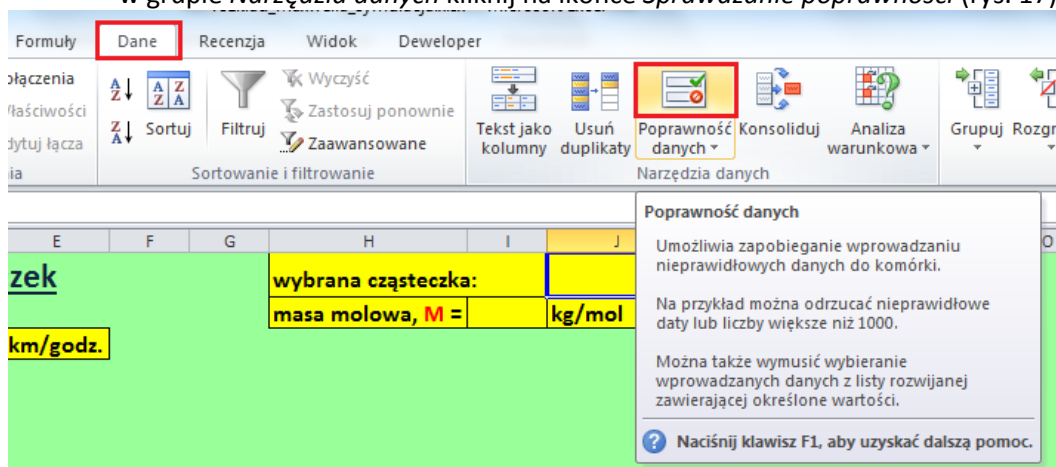 w grupie Narzędzia danych kliknij na ikonce Sprawdzanie poprawności (rys. 17)
Formuły Dane Recenzja Widok Deweloper
Wyczyść
Zastosuj ponownie
Zaawansowane
Sortuj Filtruj
Tekst jako kolumny
Usuń duplikaty
Poprawność danych
Konsoliduj
Analiza warunkowa
Grupuj
Sortowanie i filtrowanie
Narzędzia danych
Poprawność danych
Umożliwia zapobieganie wprowadzaniu
nieprawidłowych danych do komórki.
Na przykład można odrzucać nieprawidłowe
daty lub liczby większe niż 1000.
Można także wymusić wybieranie
wprowadzanych danych z listy rozwijanej
zawierającej określone wartości.
Naciśnij klawisz F1, aby uzyskać dalszą pomoc.
E F G H I J O
zek
wybrana cząsteczka:
masa molowa, M = kg/mol
km/godz.